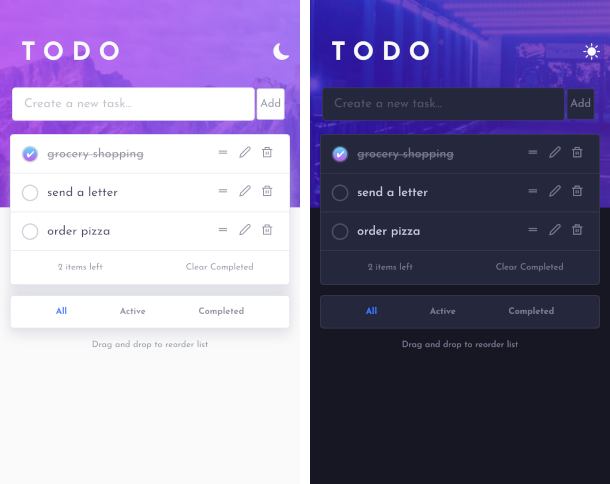 TODO
Create a new task... Add
grocery shopping
send a letter
order pizza
2 items left Clear Completed
All Active Completed
Drag and drop to reorder list
TODO
Create a new task... Add
grocery shopping
send a letter
order pizza
2 items left Clear Completed
All Active Completed
Drag and drop to reorder list